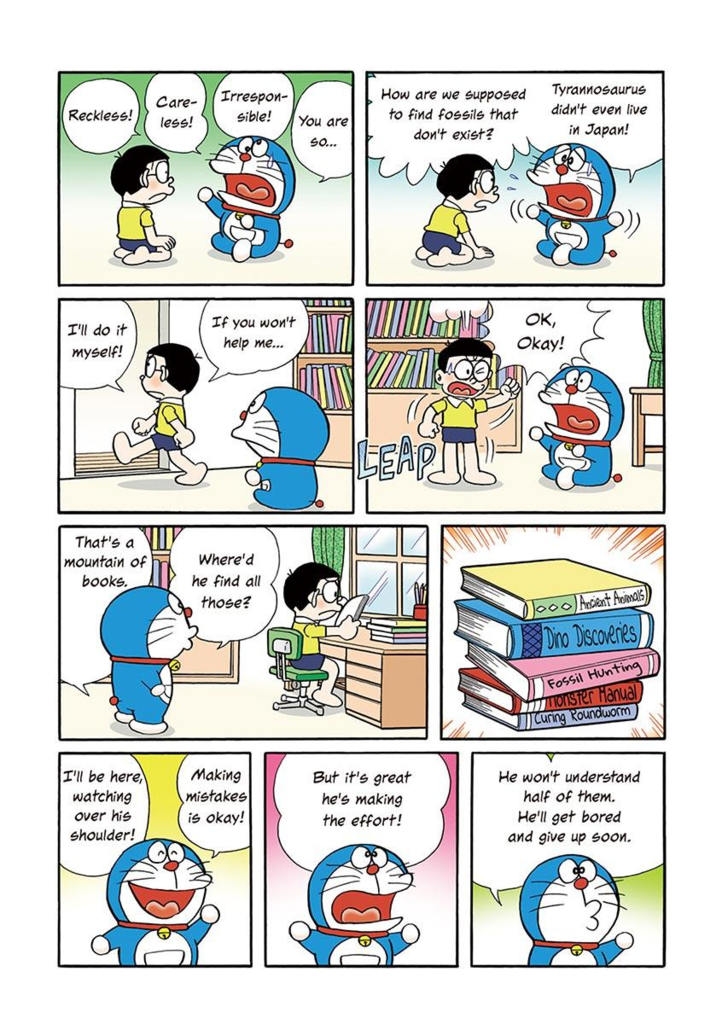 Tyrannosaurus
didn't even live
in Japan!
How are we supposed
to find fossils that
don't exist?
You are
so...
Irrespon-
sible!
Care-
less!
Reckless!
OK,
Okay!
LEAP
If you won't
help me...
I'll do it
myself!
Ancient Animals
Dino Discoveries
Fossil Hunting
Monster Manual
Curing Roundworm
Where'd
he find all
those?
That's a
mountain of
books.
He won't understand
half of them.
He'll get bored
and give up soon.
But it's great
he's making
the effort!
Making
mistakes
is okay!
I'll be here,
watching
over his
shoulder!